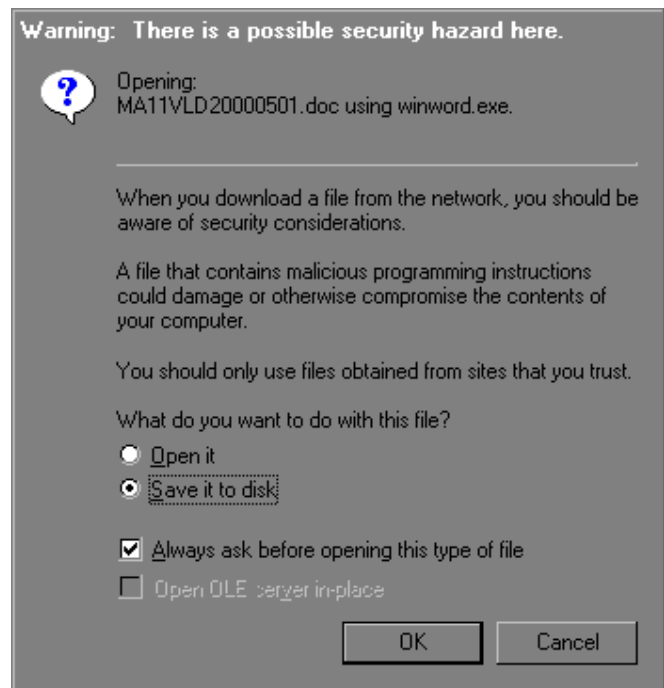 Warning: There is a possible security hazard here.
Opening:
MA11VLD20000501.doc using winword.exe.
When you download a file from the network, you should be
aware of security considerations.
A file that contains malicious programming instructions
could damage or otherwise compromise the contents of
your computer.
You should only use files obtained from sites that you trust.
What do you want to do with this file?
Open it
Save it to disk
Always ask before opening this type of file
Open OLE server in-place
OK
Cancel